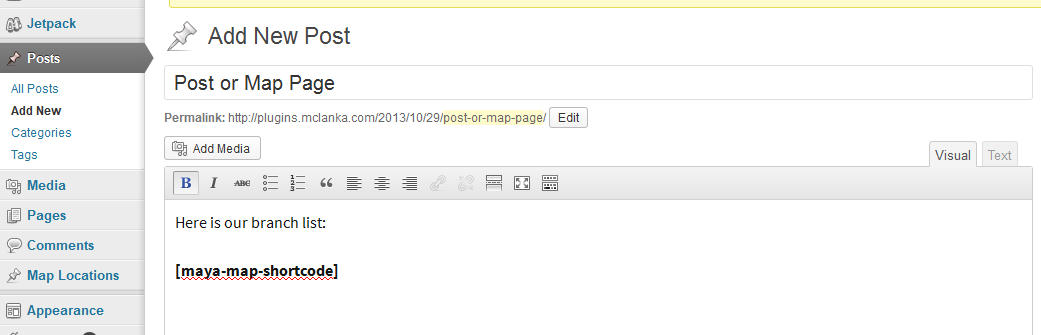 Jetpack
Posts
All Posts
Add New
Categories
Tags
Media
Pages
Comments
Map Locations
Appearance
Add New Post
Post or Map Page
Permalink: http://plugins.mclanka.com/2013/10/29/post-or-map-page/ Edit
Add Media
Visual Text
B I ABC
Here is our branch list:
[maya-map-shortcode]